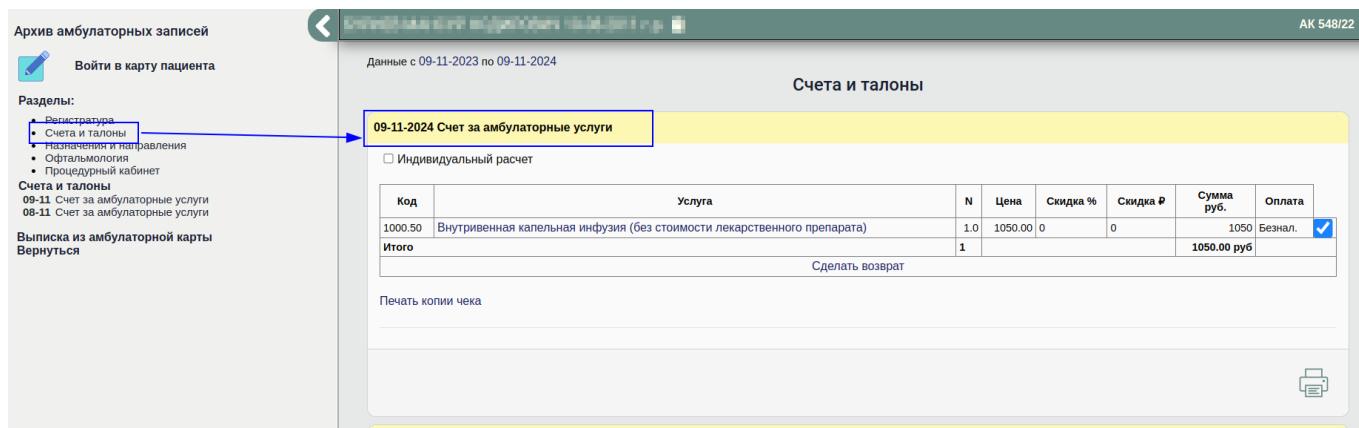 Архив амбулаторных записей
Войти в карту пациента
Разделы:
Регистратура
Счета и талоны
Назначения и направления
Офтальмология
Процедурный кабинет
Счета и талоны
09-11 Счет за амбулаторные услуги
08-11 Счет за амбулаторные услуги
Выписка из амбулаторной карты
Вернуться
АК 548/22
Данные с 09-11-2023 по 09-11-2024
Счета и талоны
09-11-2024 Счет за амбулаторные услуги
Индивидуальный расчет
Код Услуга N Цена Скидка % Скидка ₽ Сумма руб. Оплата
1000.50 Внутривенная капельная инфузия (без стоимости лекарственного препарата) 1.0 1050.00 0 0 1050 Безнал.
Итого 1 1050.00 руб
Сделать возврат
Печать копии чека